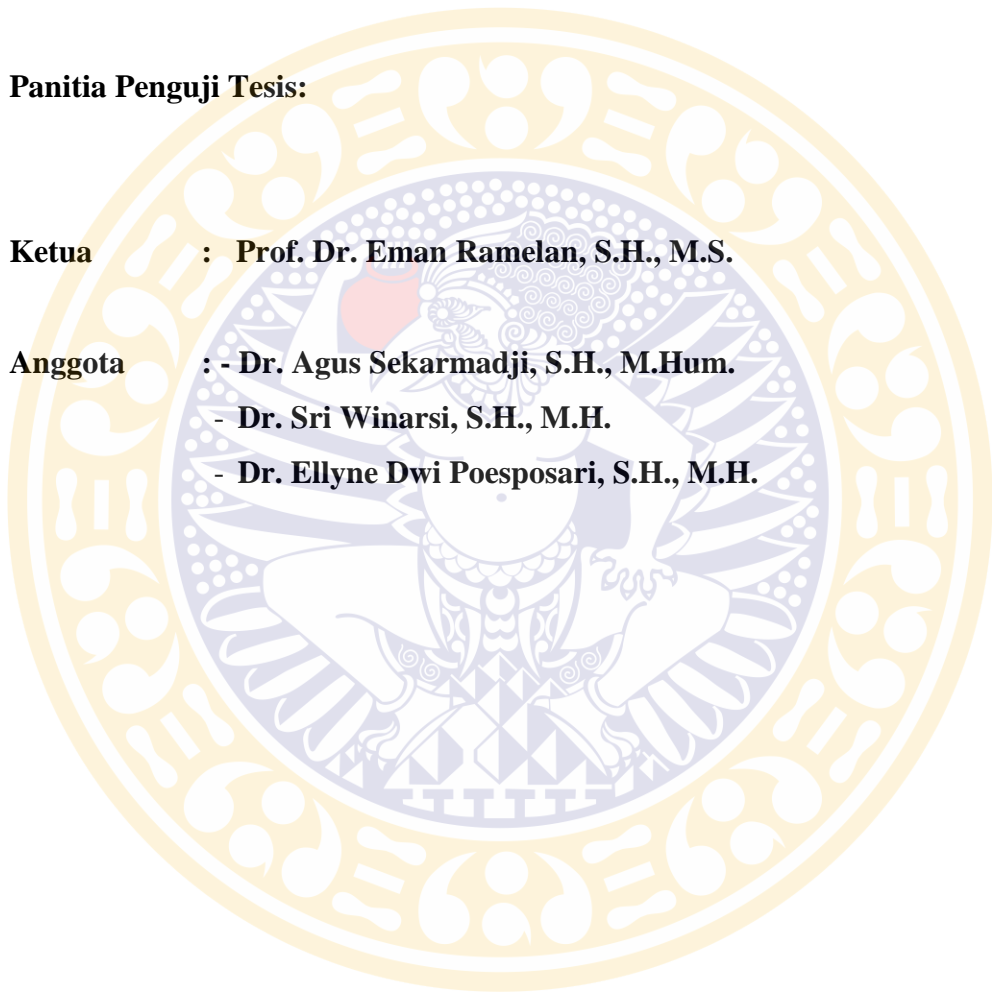 Panitia Penguji Tesis:
Ketua : Prof. Dr. Eman Ramelan, S.H., M.S.
Anggota : - Dr. Agus Sekarmadji, S.H., M.Hum.
- Dr. Sri Winarsi, S.H., M.H.
- Dr. Ellyne Dwi Poesposari, S.H., M.H.